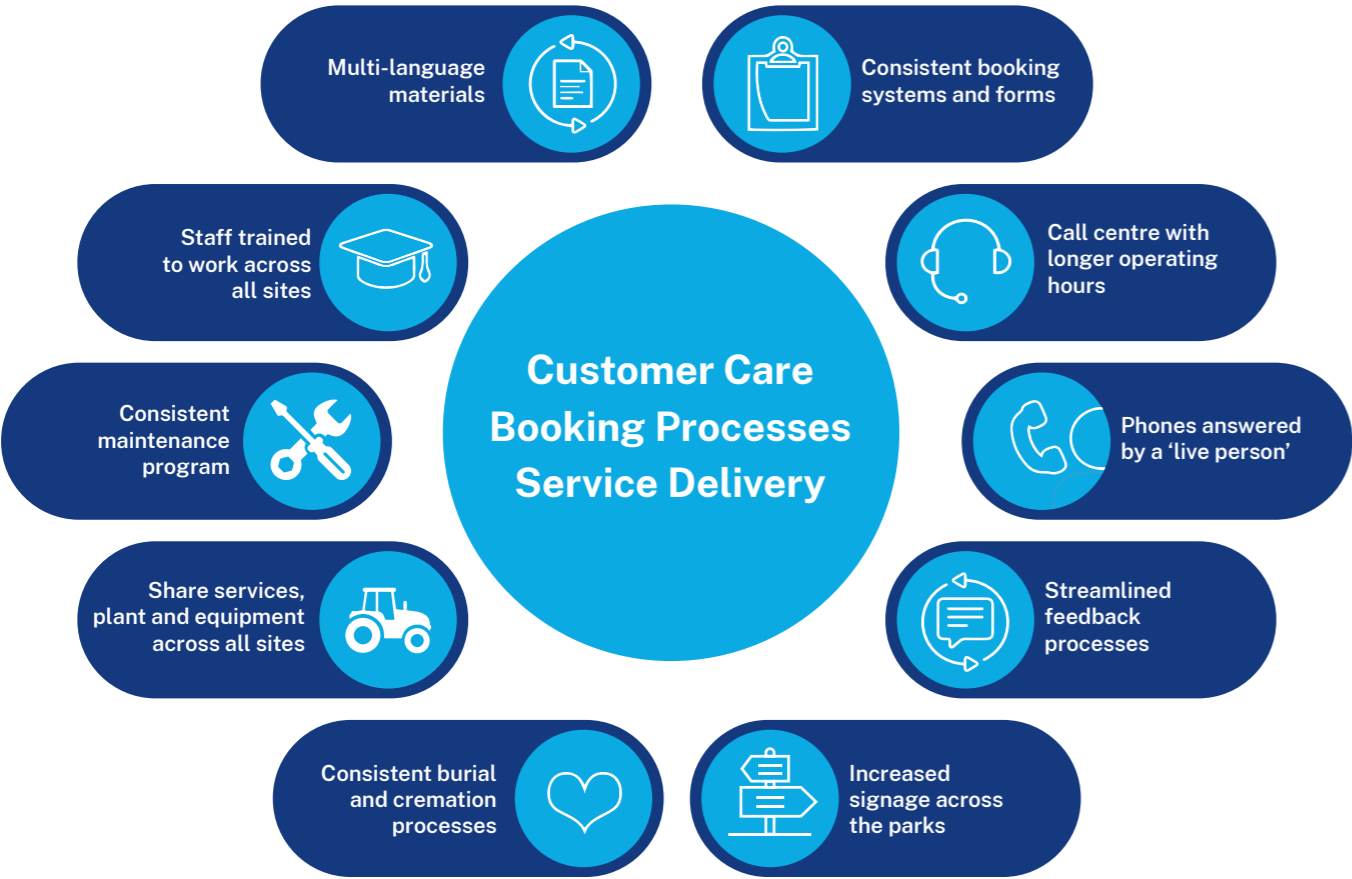 Multi-language
materials
Consistent booking
systems and forms
Staff trained
to work across
all sites
Call centre with
longer operating
hours
Customer Care
Booking Processes
Service Delivery
Consistent
maintenance
program
Phones answered
by a ‘live person’
Share services,
plant and equipment
across all sites
Streamlined
feedback
processes
Consistent burial
and cremation
processes
Increased
signage across
the parks